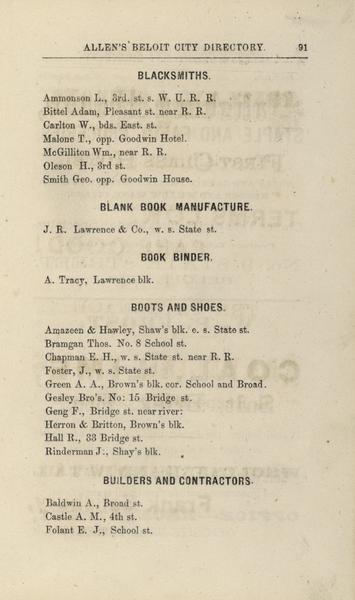 ALLEN'S BELOIT CITY DIRECTORY. 91
BLACKSMITHS.
Ammonson L., 3rd. st. s. W. U. R. R.
Bittel Adam, Pleasant st. near R. R.
Carlton W., bds. East. st.
Malone T., opp. Goodwin Hotel.
McGilliton Wm., near R. R.
Oleson H., 3rd st.
Smith Geo. opp. Goodwin House.
BLANK BOOK MANUFACTURE.
J. R. Lawrence & Co., w. s. State st.
BOOK BINDER.
A. Tracy, Lawrence blk.
BOOTS AND SHOES.
Amazeen & Hawley, Shaw's blk. e. s. State st.
Bramgan Thos. No. 8 School st.
Chapman E. H., w. s. State st. near R. R.
Foster, J., w. s. State st.
Green A. A., Brown's blk. cor. School and Broad.
Gesley Bro's. No: 15 Bridge st.
Geng F., Bridge st. near river:
Herron & Britton, Brown's blk.
Hall R., 33 Bridge st.
Rinderman J:, Shay's blk.
BUILDERS AND CONTRACTORS.
Baldwin A., Broad st.
Castle A. M., 4th st.
Folant E. J., School st.